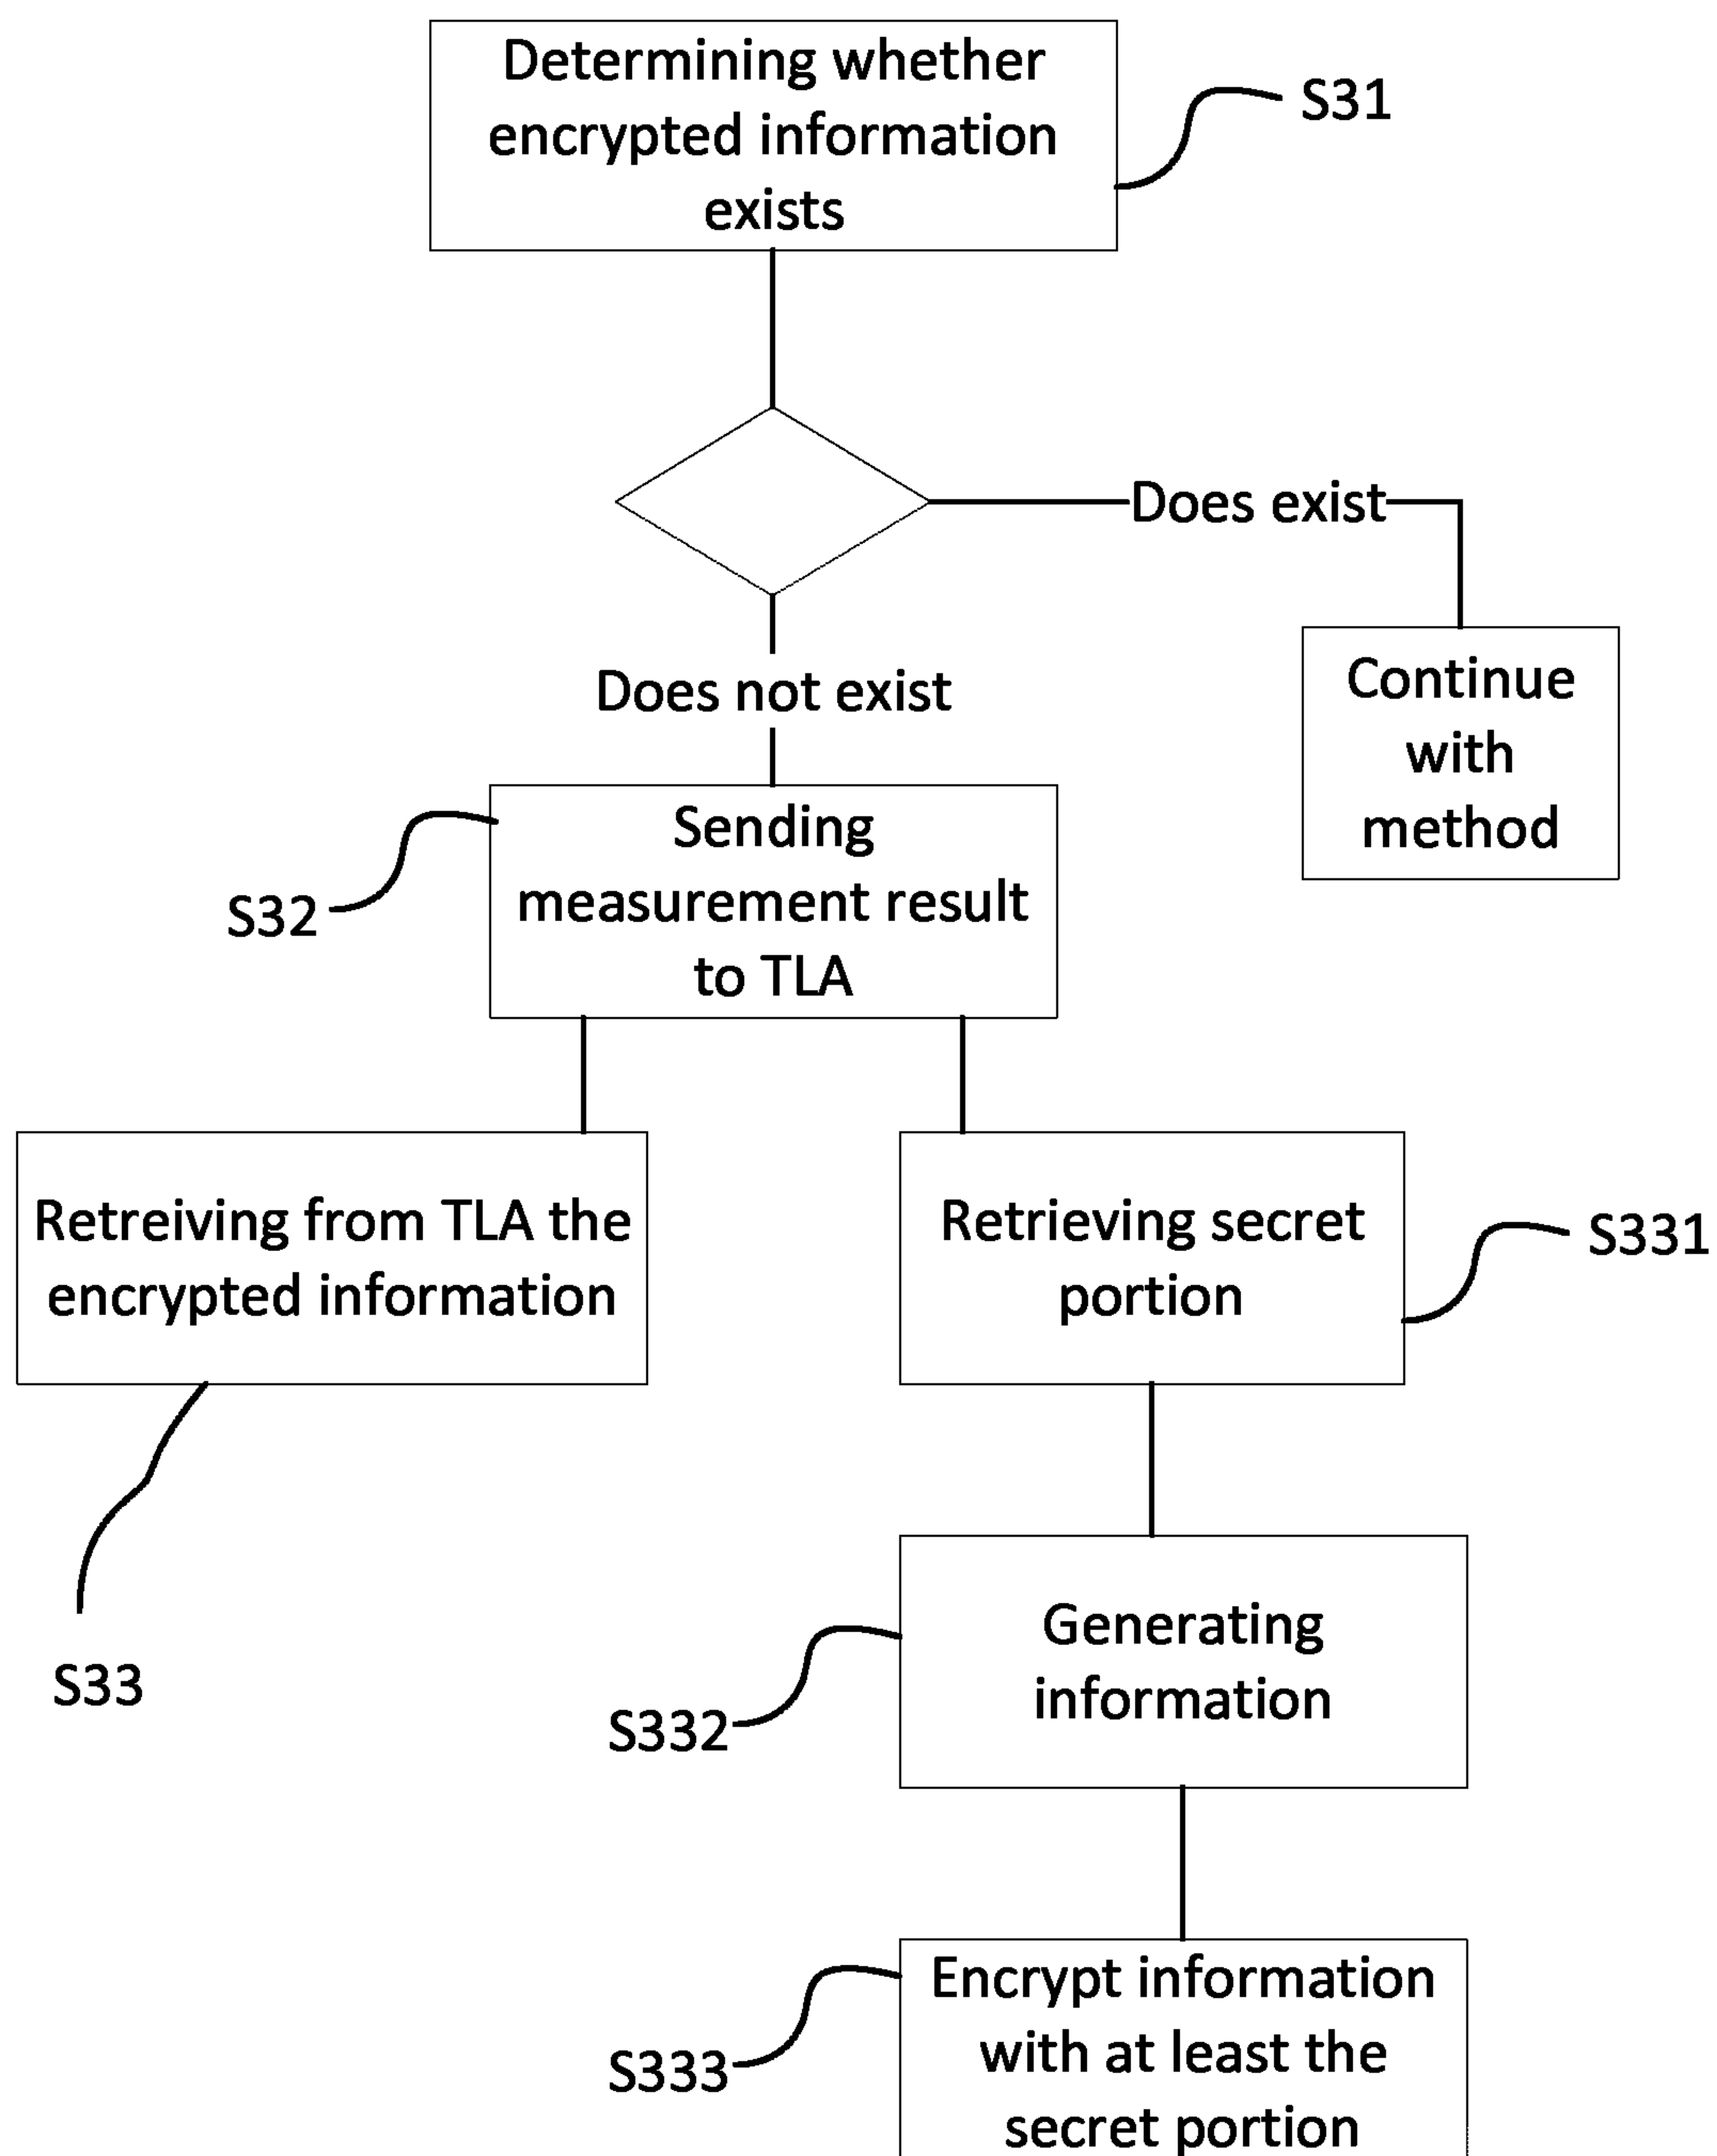 Determining whether
encrypted information
exists
S31
Does exist
Does not exist
Continue
with
method
Sending
measurement result
to TLA
S32
Retreiving from TLA the
encrypted information
Retrieving secret
portion
S331
S33
Generating
information
S332
Encrypt information
with at least the
secret portion
S333